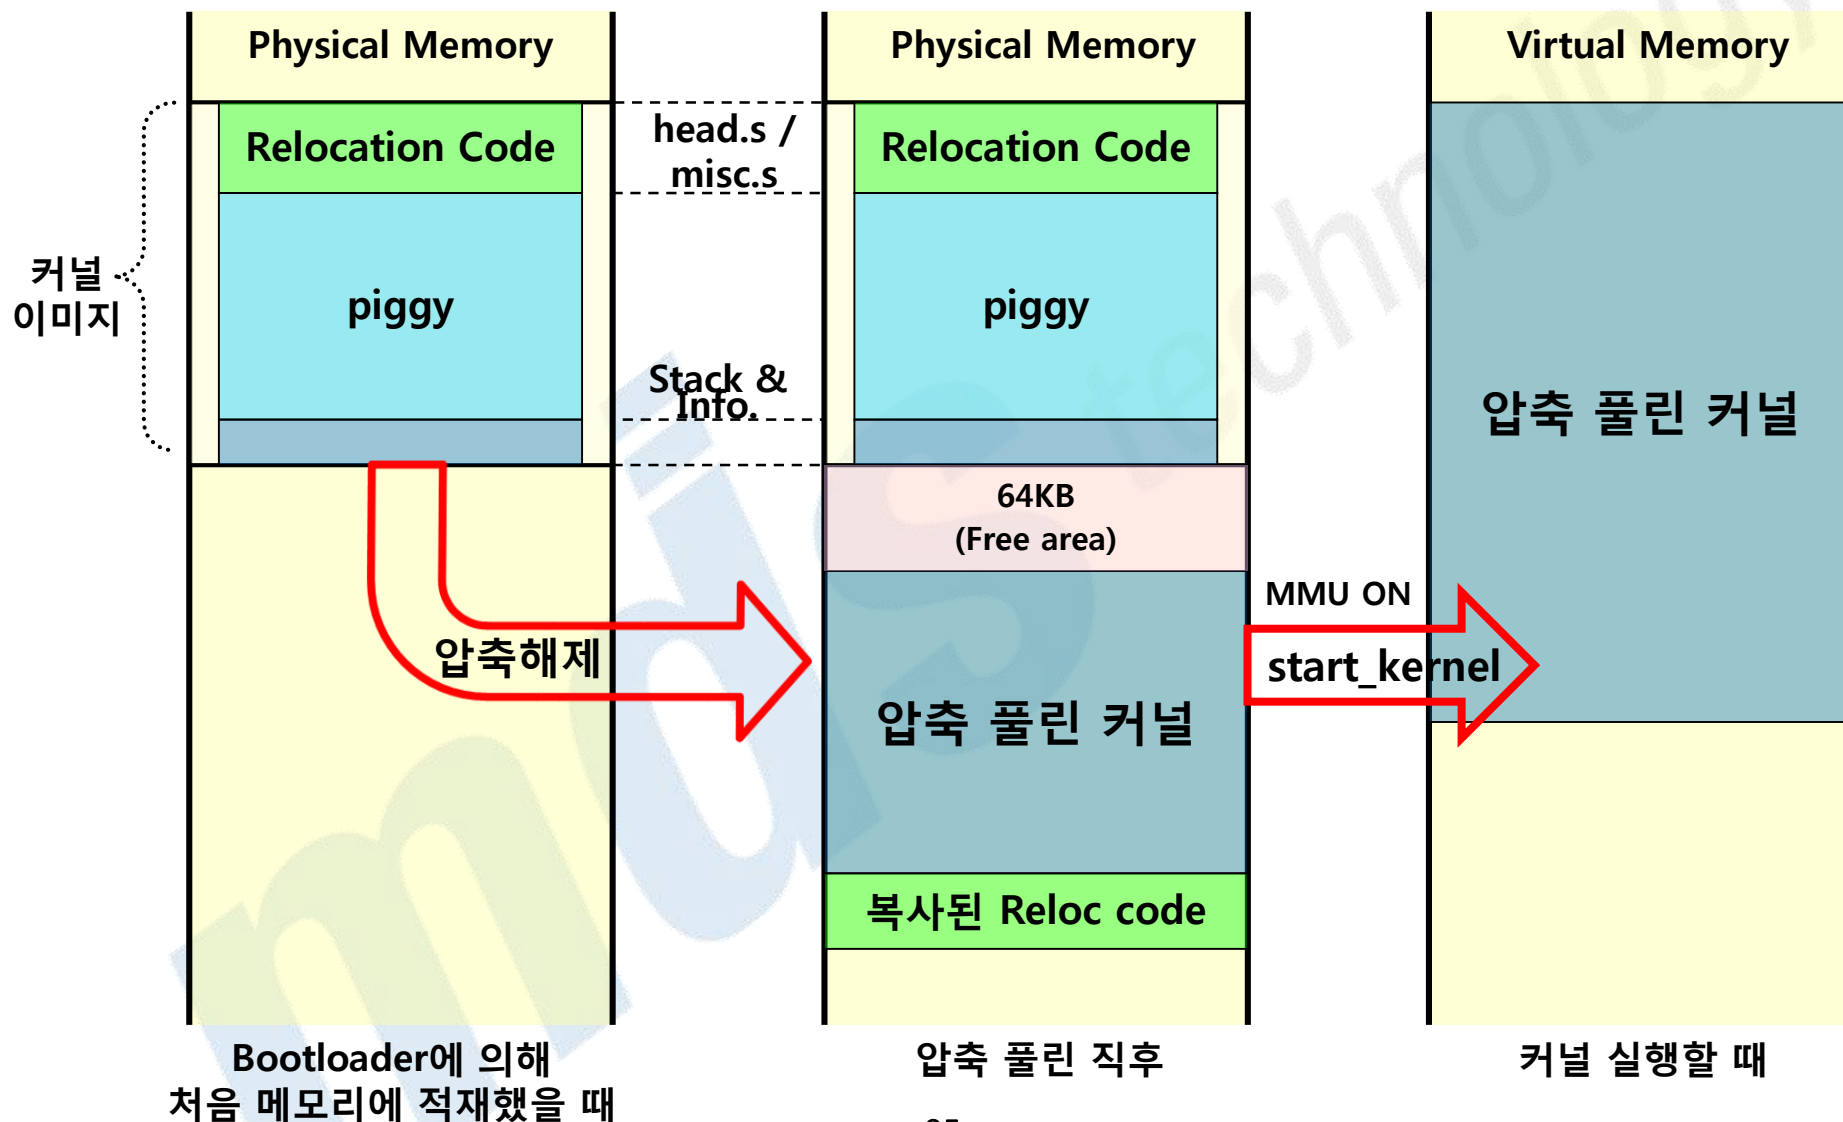 Physical Memory
Physical Memory
Virtual Memory
Relocation Code
head.s /
misc.s
Relocation Code
커널
이미지
piggy
piggy
Stack &
Info.
압축 풀린 커널
64KB
(Free area)
MMU ON
압축해제
start_kernel
압축 풀린 커널
복사된 Reloc code
Bootloader에 의해
처음 메모리에 적재했을 때
압축 풀린 직후
커널 실행할 때
mds technology